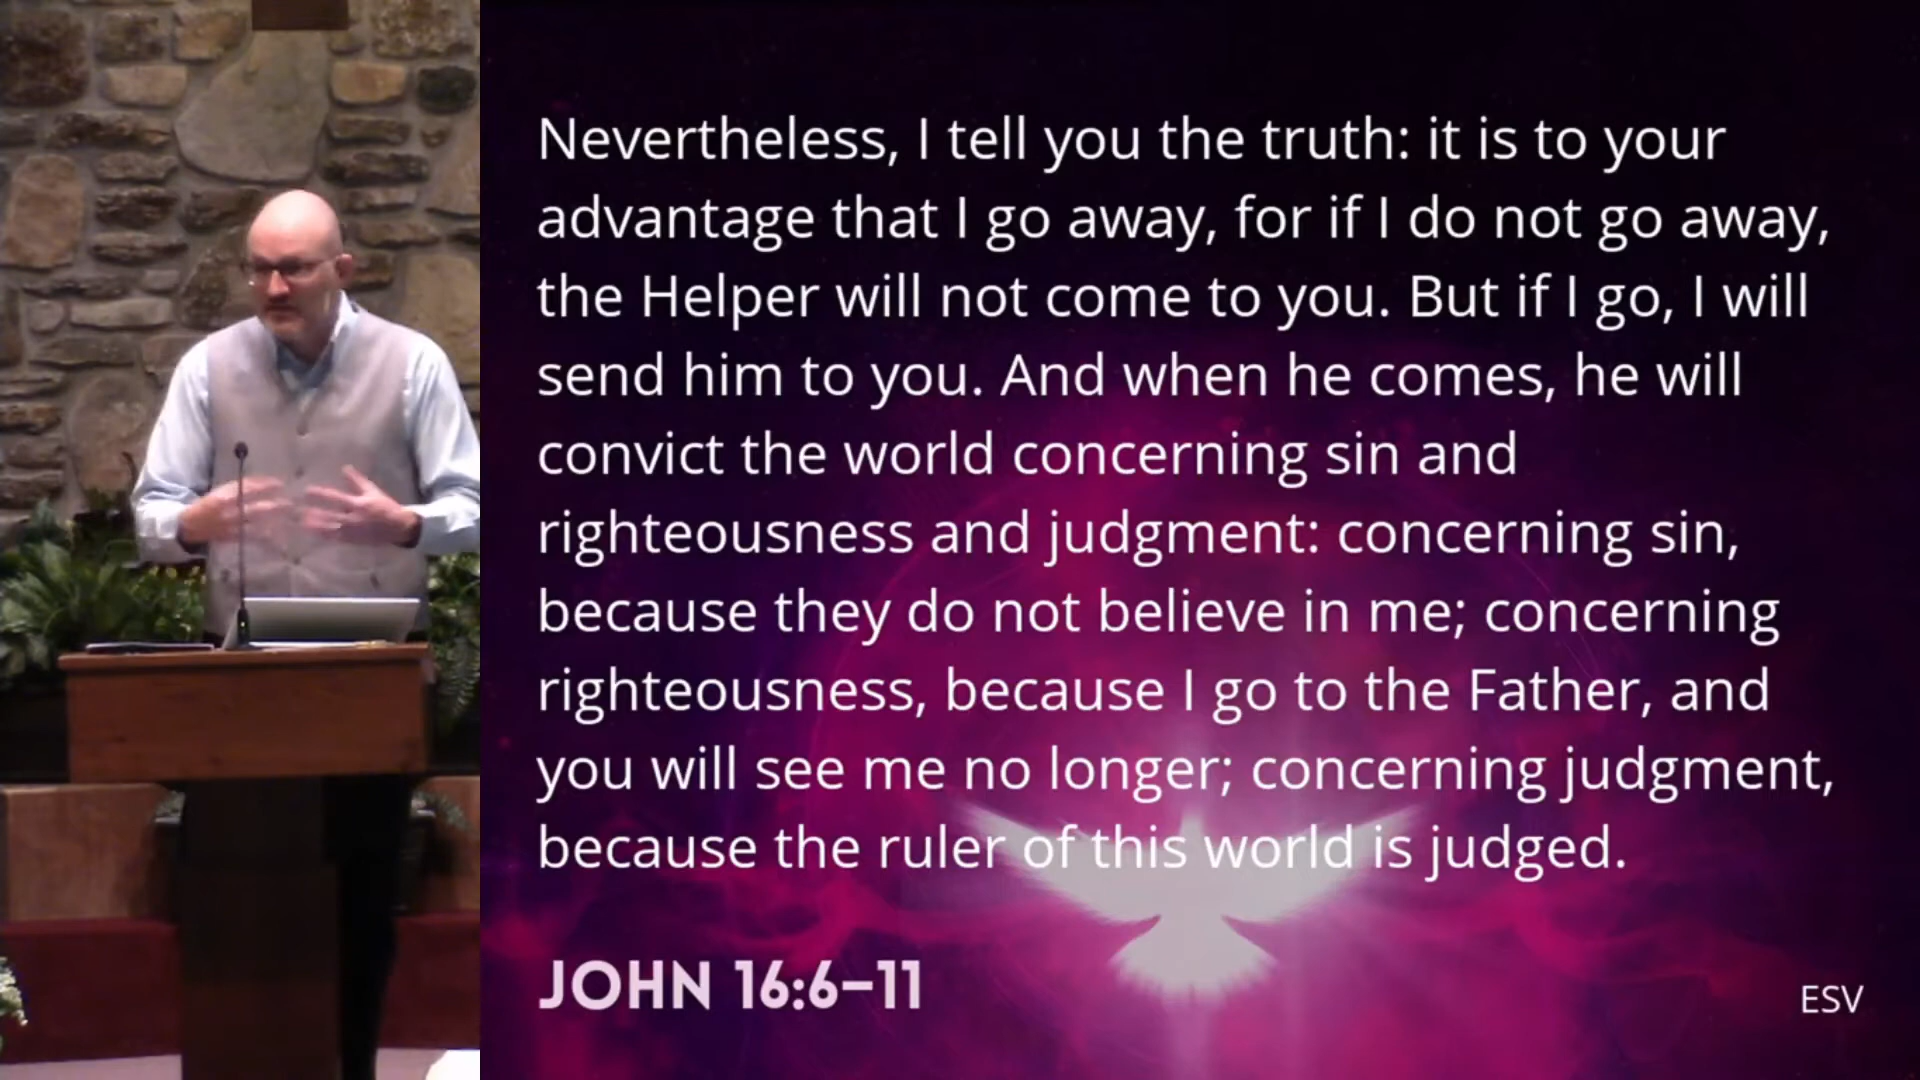 Nevertheless, I tell you the truth: it is to your
advantage that I go away, for if I do not go away,
the Helper will not come to you. But if I go, I will
send him to you. And when he comes, he will
convict the world concerning sin and
righteousness and judgment: concerning sin,
because they do not believe in me; concerning
righteousness, because I go to the Father, and
you will see me no longer; concerning judgment,
because the ruler of this world is judged.
JOHN 16:6–11
ESV